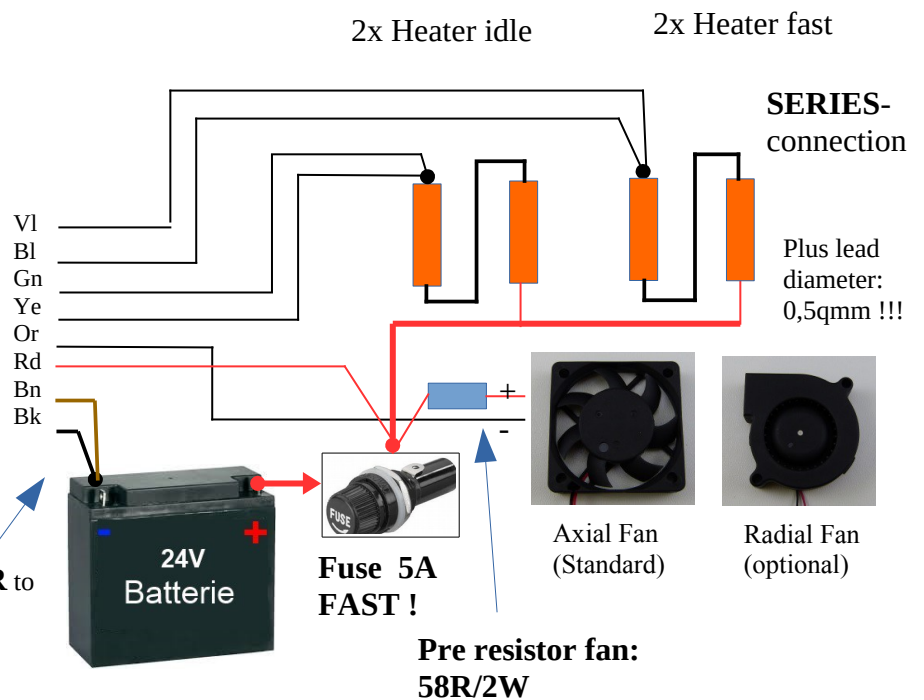 2x Heater idle
2x Heater fast
SERIES-
connection
Vl
Bl
Gn
Ye
Or
Rd
Bn
Bk
Plus lead
diameter:
0,5qmm !!!
+
-
FUSE
- +
24V
Batterie
R to
Fuse 5A
FAST !
Axial Fan
(Standard)
Radial Fan
(optional)
Pre resistor fan:
58R/2W